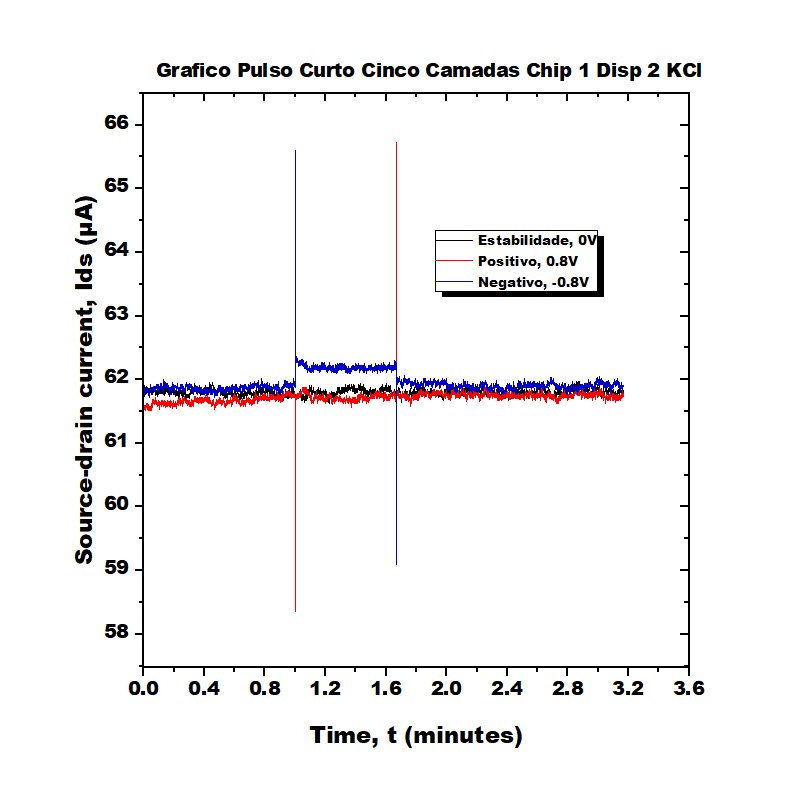 Grafico Pulso Curto Cinco Camadas Chip 1 Disp 2 KCl
66
65
64
63
62
61
60
59
58
Source-drain current, Ids (µA)
Estabilidade, 0V
Positivo, 0.8V
Negativo, -0.8V
0.0 0.4 0.8 1.2 1.6 2.0 2.4 2.8 3.2 3.6
Time, t (minutes)